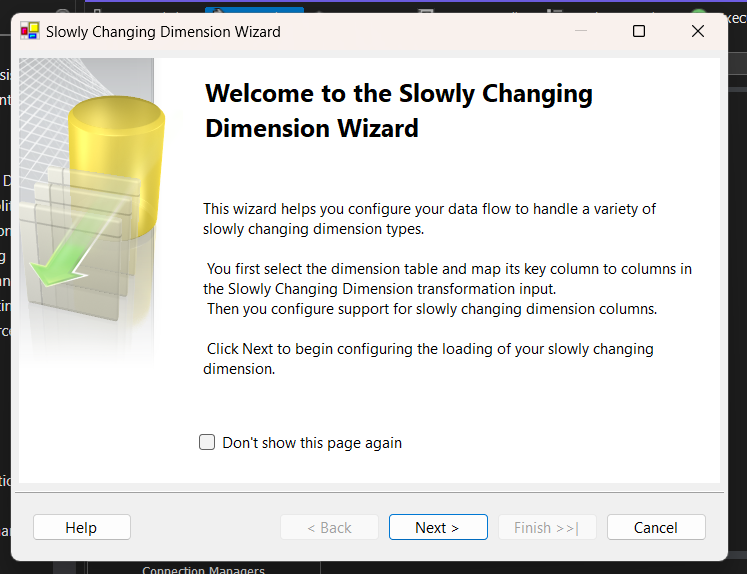 Slowly Changing Dimension Wizard
Welcome to the Slowly Changing
Dimension Wizard
This wizard helps you configure your data flow to handle a variety of
slowly changing dimension types.
You first select the dimension table and map its key column to columns in
the Slowly Changing Dimension transformation input.
Then you configure support for slowly changing dimension columns.
Click Next to begin configuring the loading of your slowly changing
dimension.
Don't show this page again
Help
< Back
Next >
Finish >>|
Cancel
Connection Managers